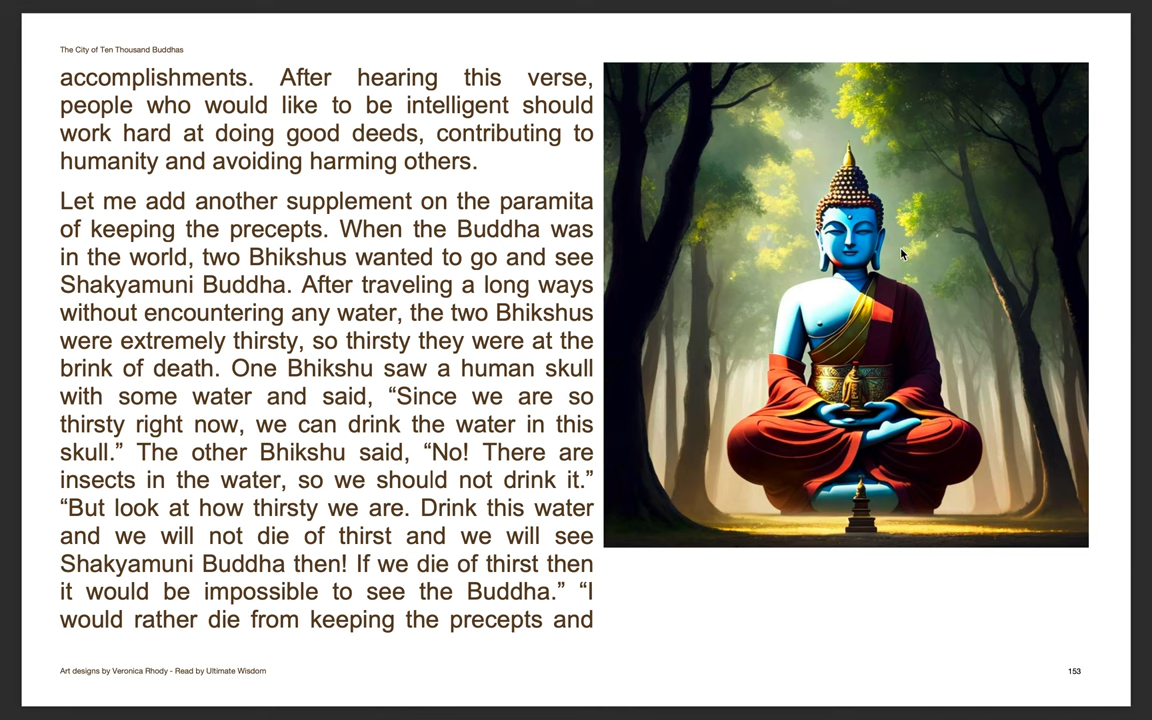 The City of Ten Thousand Buddhas
accomplishments. After hearing this verse,
people who would like to be intelligent should
work hard at doing good deeds, contributing to
humanity and avoiding harming others.
Let me add another supplement on the paramita
of keeping the precepts. When the Buddha was
in the world, two Bhikshus wanted to go and see
Shakyamuni Buddha. After traveling a long ways
without encountering any water, the two Bhikshus
were extremely thirsty, so thirsty they were at the
brink of death. One Bhikshu saw a human skull
with some water and said, “Since we are so
thirsty right now, we can drink the water in this
skull.” The other Bhikshu said, “No! There are
insects in the water, so we should not drink it.”
“But look at how thirsty we are. Drink this water
and we will not die of thirst and we will see
Shakyamuni Buddha then! If we die of thirst then
it would be impossible to see the Buddha.” “I
would rather die from keeping the precepts and
Art designs by Veronica Rhody - Read by Ultimate Wisdom
153